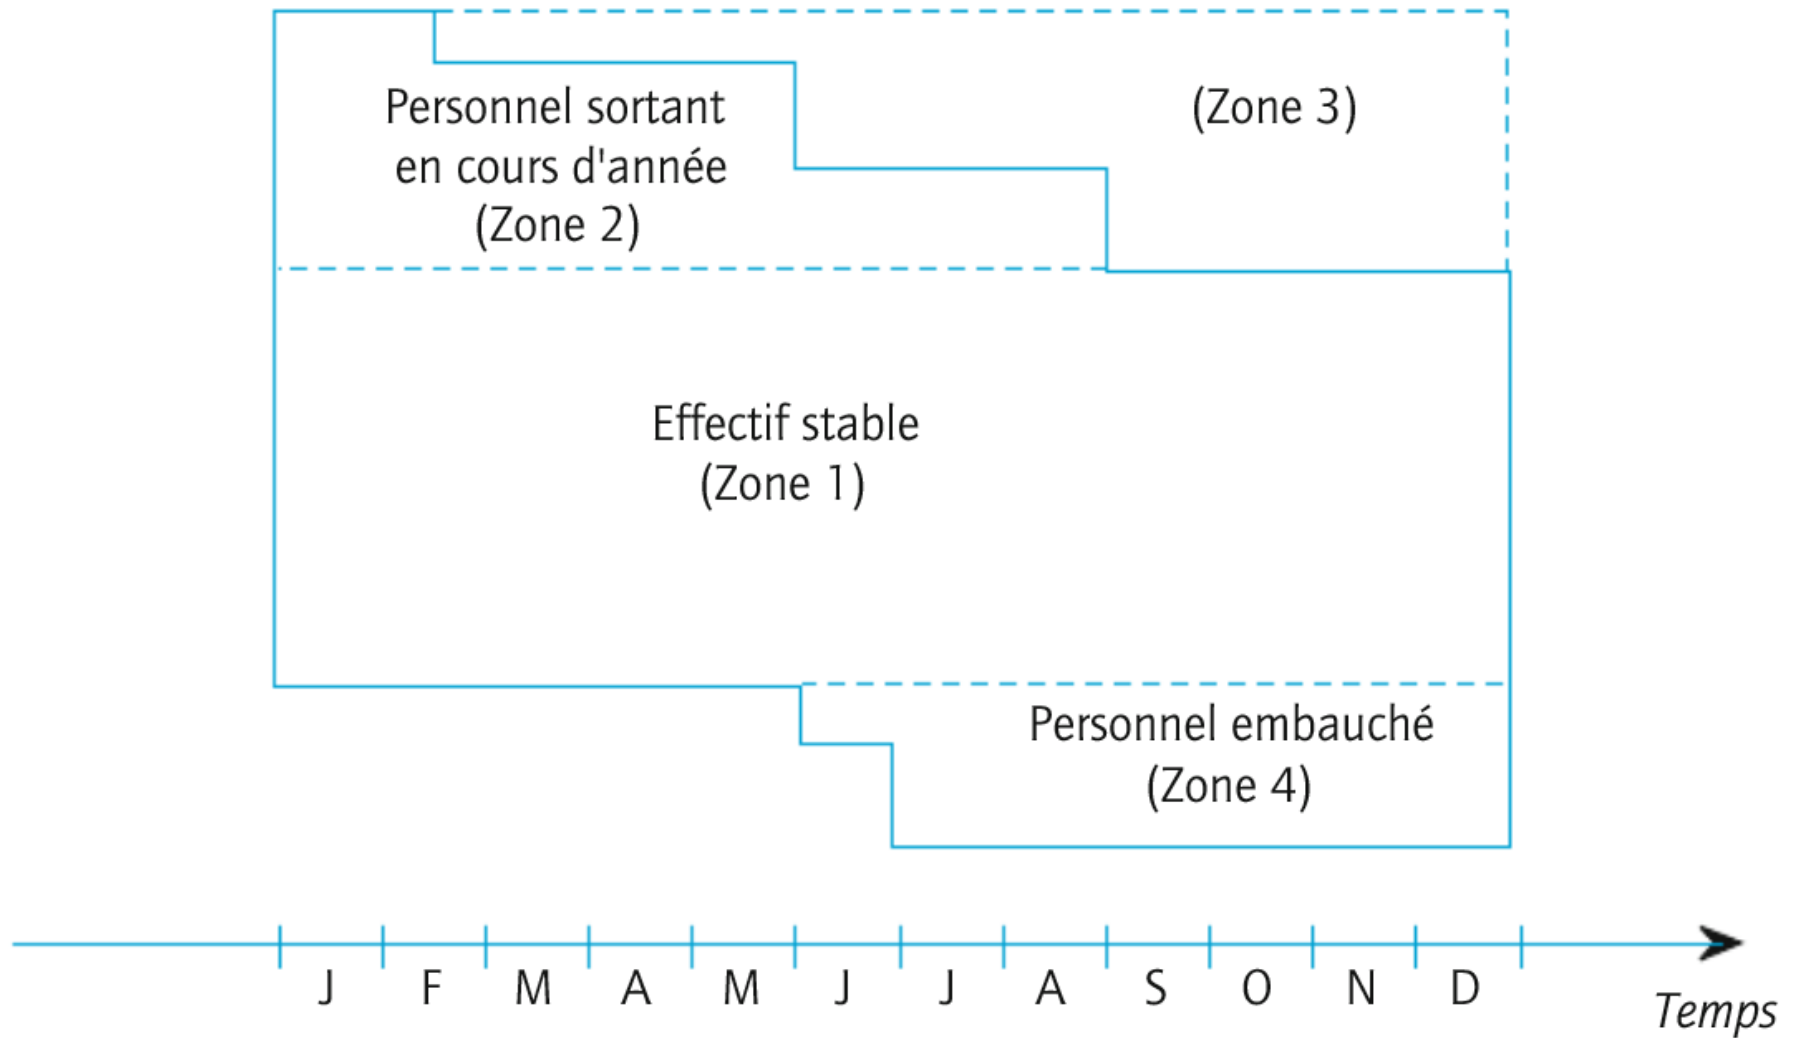 Personnel sortant
en cours d'année
(Zone 2)
(Zone 3)
Effectif stable
(Zone 1)
Personnel embauché
(Zone 4)
J F M A M J J A S O N D
Temps